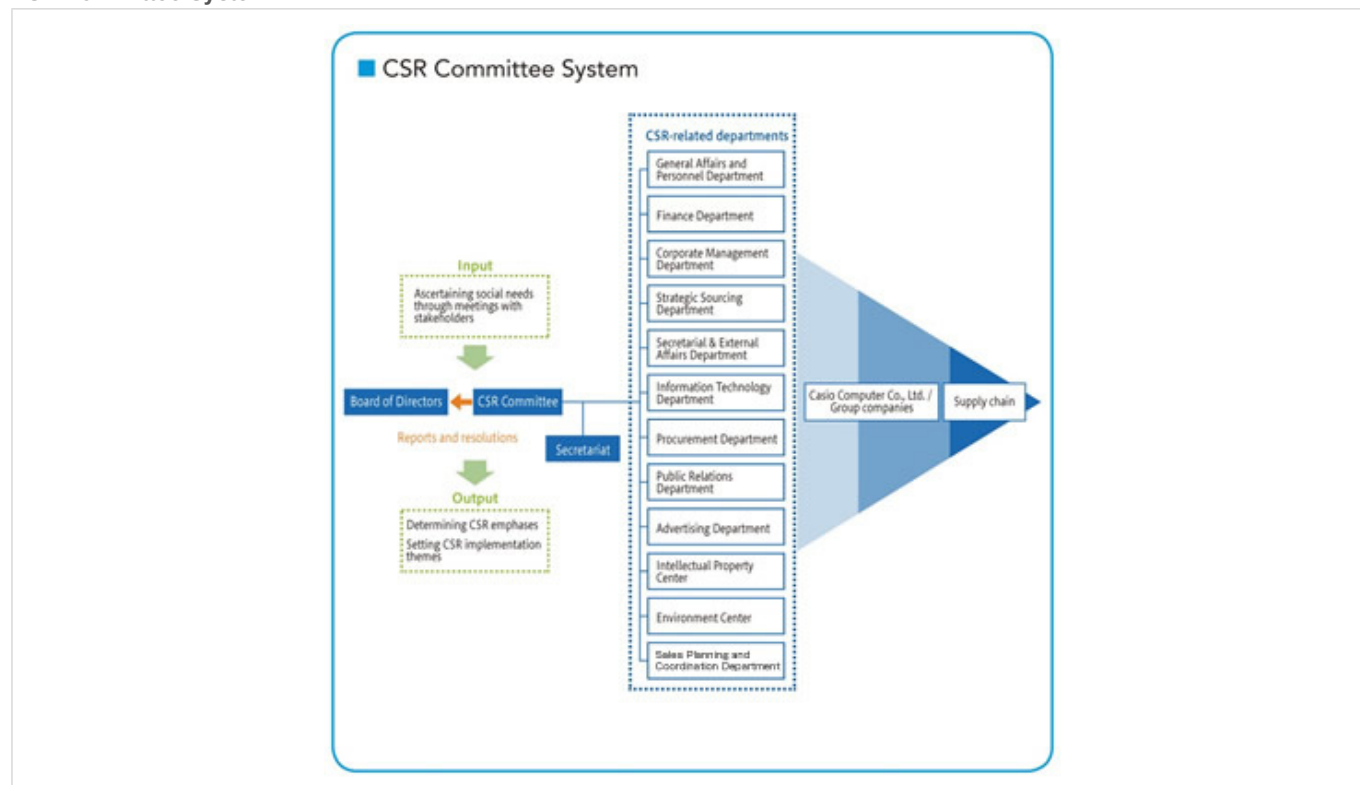 CSR Committee System
CSR-related departments
General Affairs and
Personnel Department
Finance Department
Corporate Management
Department
Strategic Sourcing
Department
Secretarial & External
Affairs Department
Information Technology
Department
Procurement Department
Public Relations
Department
Advertising Department
Intellectual Property
Center
Environment Center
Sales Planning and
Coordination Department
Input
Ascertaining social needs
through meetings with
stakeholders
Board of Directors
CSR Committee
Reports and resolutions
Secretariat
Output
Determining CSR emphases
Setting CSR implementation
themes
Casio Computer Co., Ltd. /
Group companies
Supply chain